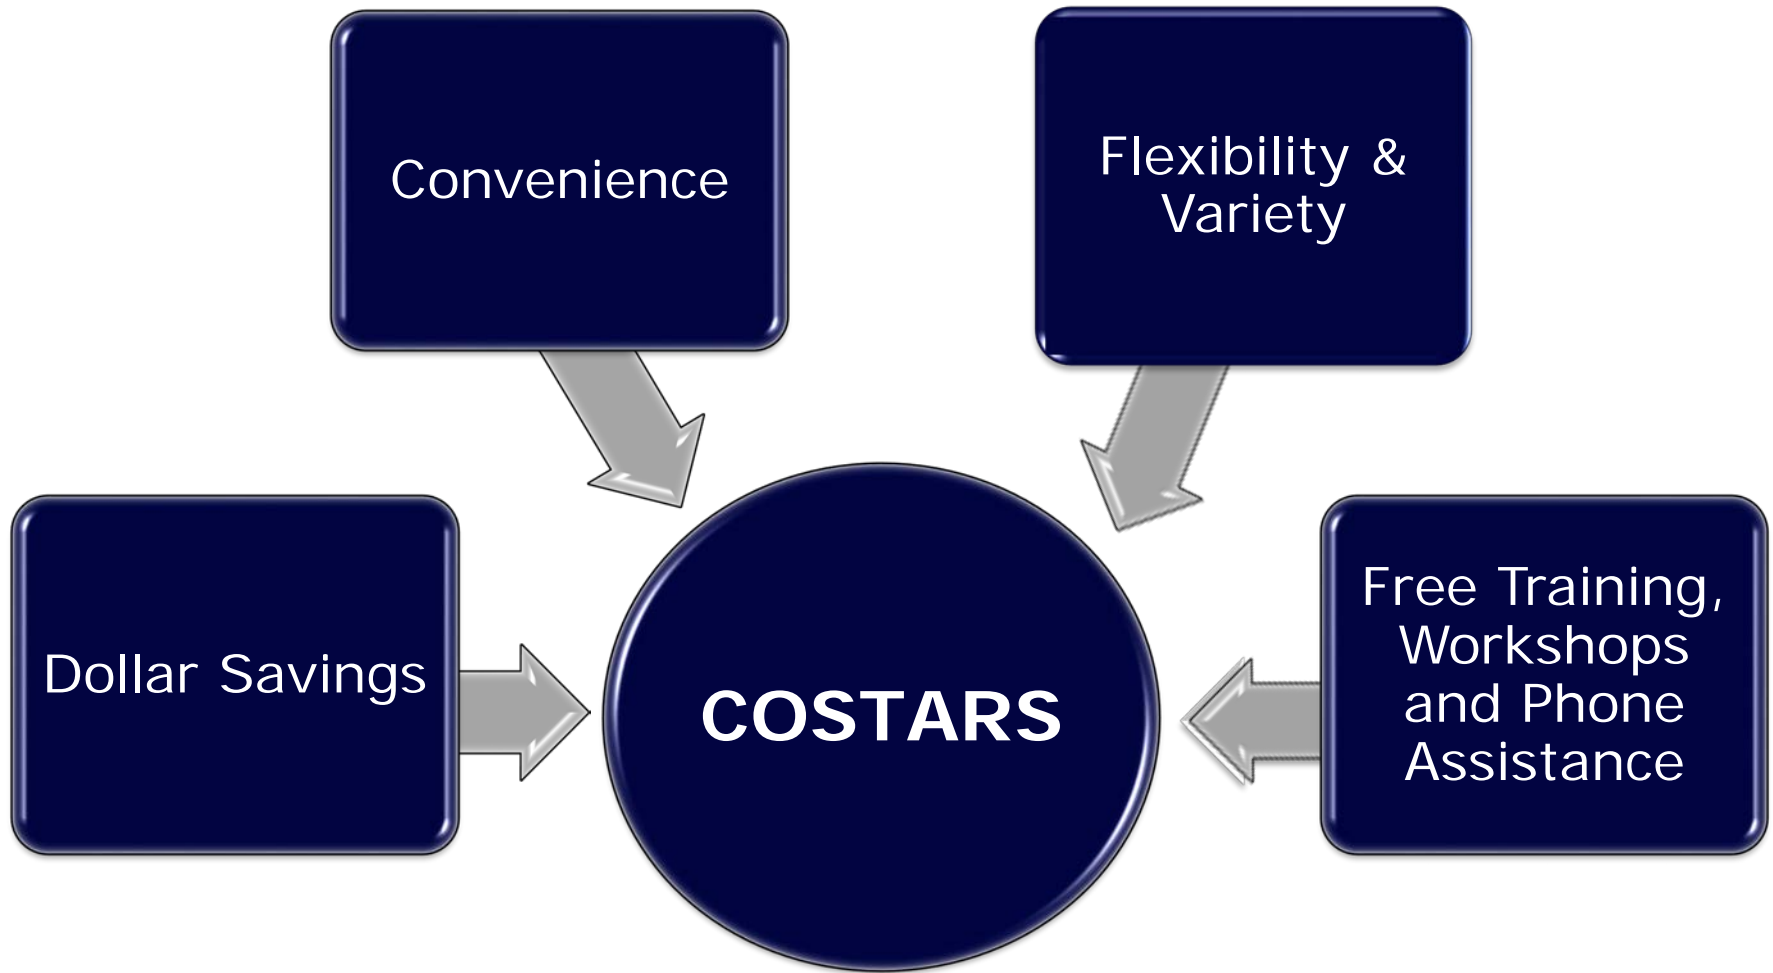 Convenience
Flexibility &
Variety
Dollar Savings
COSTARS
Free Training,
Workshops
and Phone
Assistance